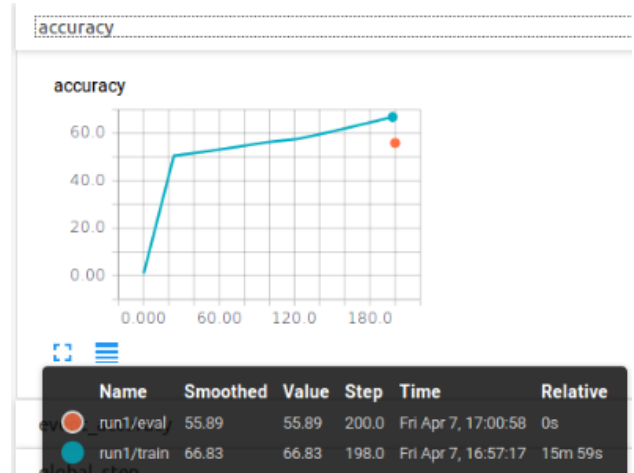 accuracy
accuracy
60.0
40.0
20.0
0.00
0.000 60.00 120.0 180.0
Name Smoothed Value Step Time Relative
run1/eval 55.89 55.89 200.0 Fri Apr 7, 17:00:58 0s
run1/train 66.83 66.83 198.0 Fri Apr 7, 16:57:17 15m 59s
global_step